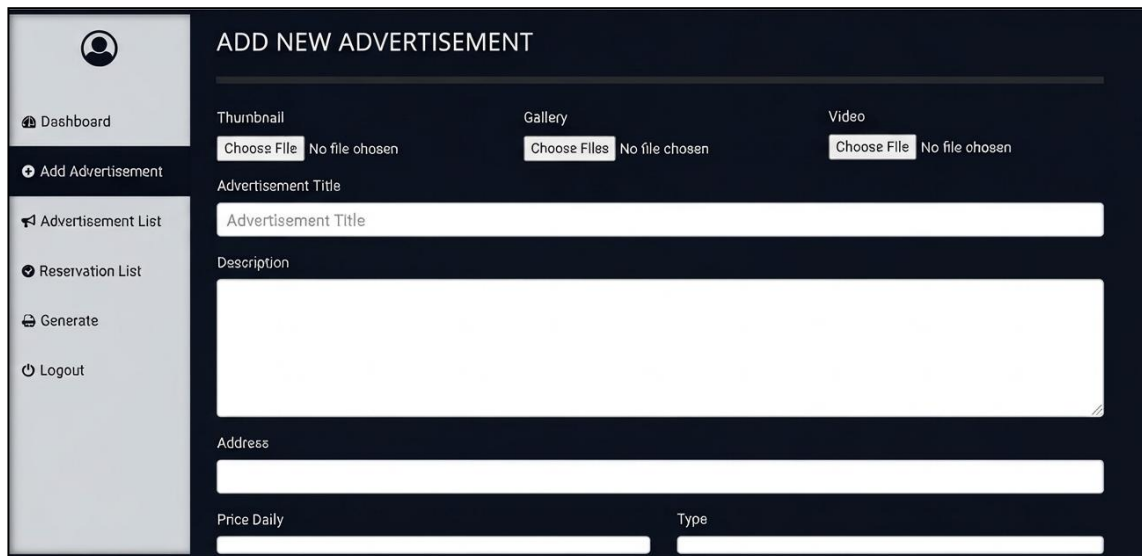 ADD NEW ADVERTISEMENT
Dashboard
Add Advertisement
Advertisement List
Reservation List
Generate
Logout
Thumbnail
Gallery
Video
Choose File No file ohosen
Choose Files No file chosen
Choose File No file ohosen
Advertisement Title
Advertisement Title
Description
Address
Price Daily
Type